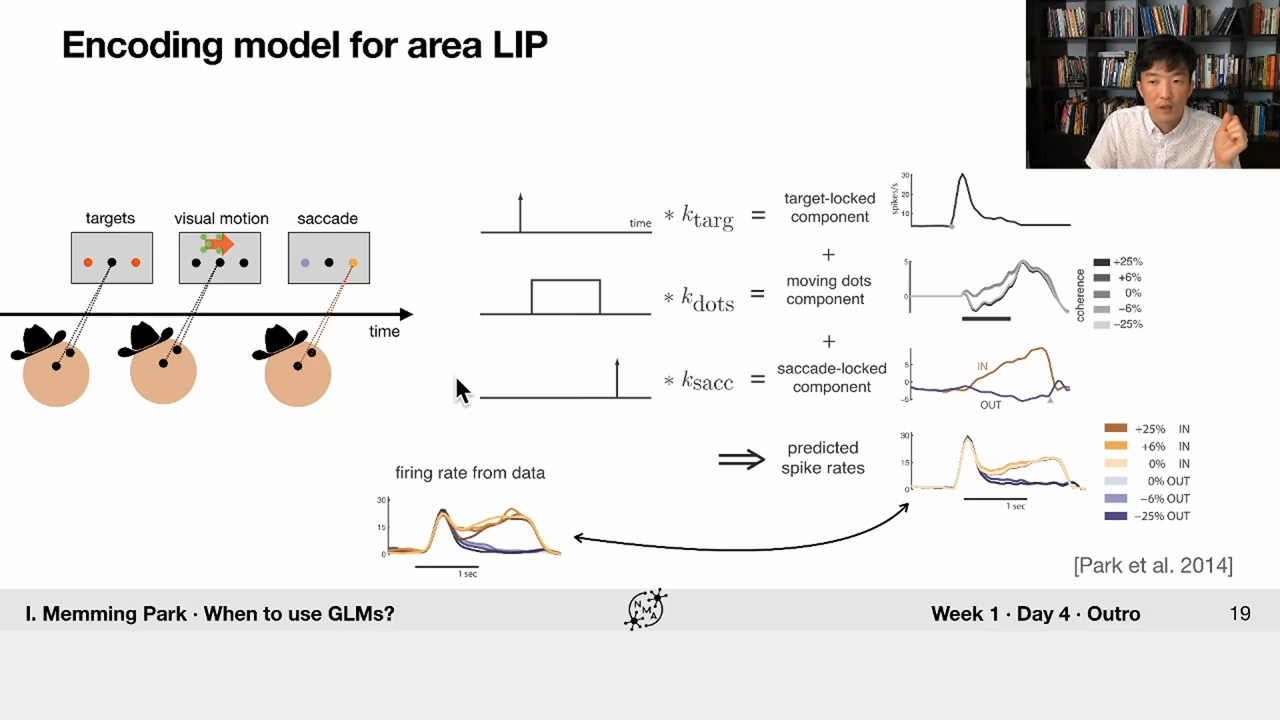 Encoding model for area LIP
targets
visual motion
saccade
time
time
* k_targ =
target-locked
component
spikes/s
30
20
10
+
* k_dots =
moving dots
component
5
0
coherence
+25%
+6%
0%
−6%
−25%
+
* k_sacc =
saccade-locked
component
5
0
−5
IN
OUT
⇒
predicted
spike rates
30
15
0
1 sec
+25% IN
+6% IN
0% IN
0% OUT
−6% OUT
−25% OUT
firing rate from data
30
15
0
1 sec
[Park et al. 2014]
I. Memming Park · When to use GLMs?
NMA
Week 1 · Day 4 · Outro
19